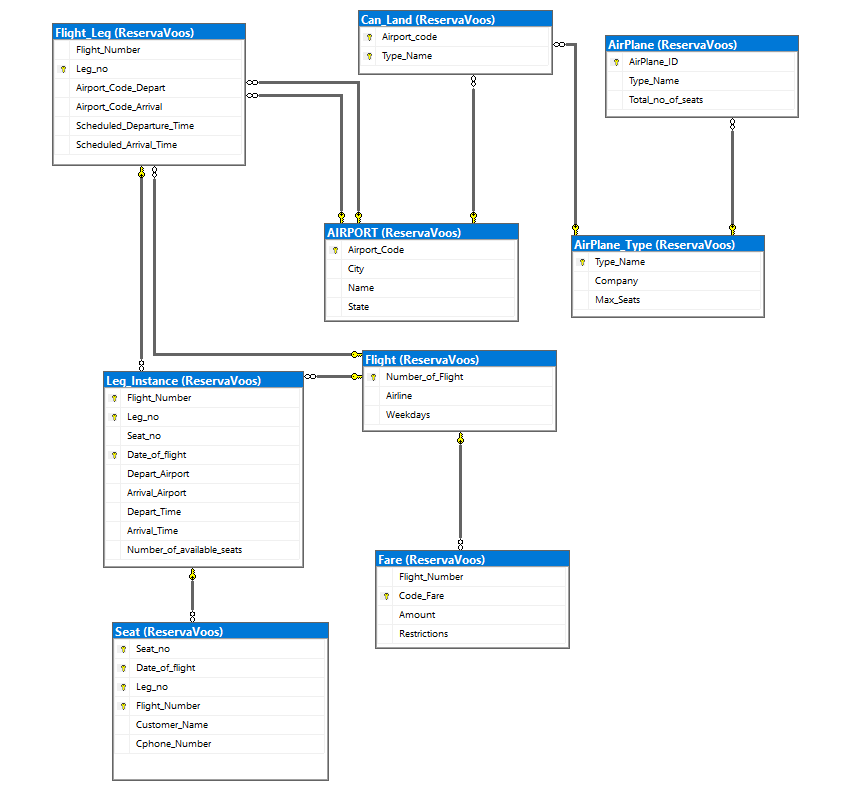 Flight_Leg (ReservaVoos)
Flight_Number
Leg_no
Airport_Code_Depart
Airport_Code_Arrival
Scheduled_Departure_Time
Scheduled_Arrival_Time
Can_Land (ReservaVoos)
Airport_code
Type_Name
AirPlane (ReservaVoos)
AirPlane_ID
Type_Name
Total_no_of_seats
AIRPORT (ReservaVoos)
Airport_Code
City
Name
State
AirPlane_Type (ReservaVoos)
Type_Name
Company
Max_Seats
Flight (ReservaVoos)
Number_of_Flight
Airline
Weekdays
Leg_Instance (ReservaVoos)
Flight_Number
Leg_no
Seat_no
Date_of_flight
Depart_Airport
Arrival_Airport
Depart_Time
Arrival_Time
Number_of_available_seats
Fare (ReservaVoos)
Flight_Number
Code_Fare
Amount
Restrictions
Seat (ReservaVoos)
Seat_no
Date_of_flight
Leg_no
Flight_Number
Customer_Name
Cphone_Number